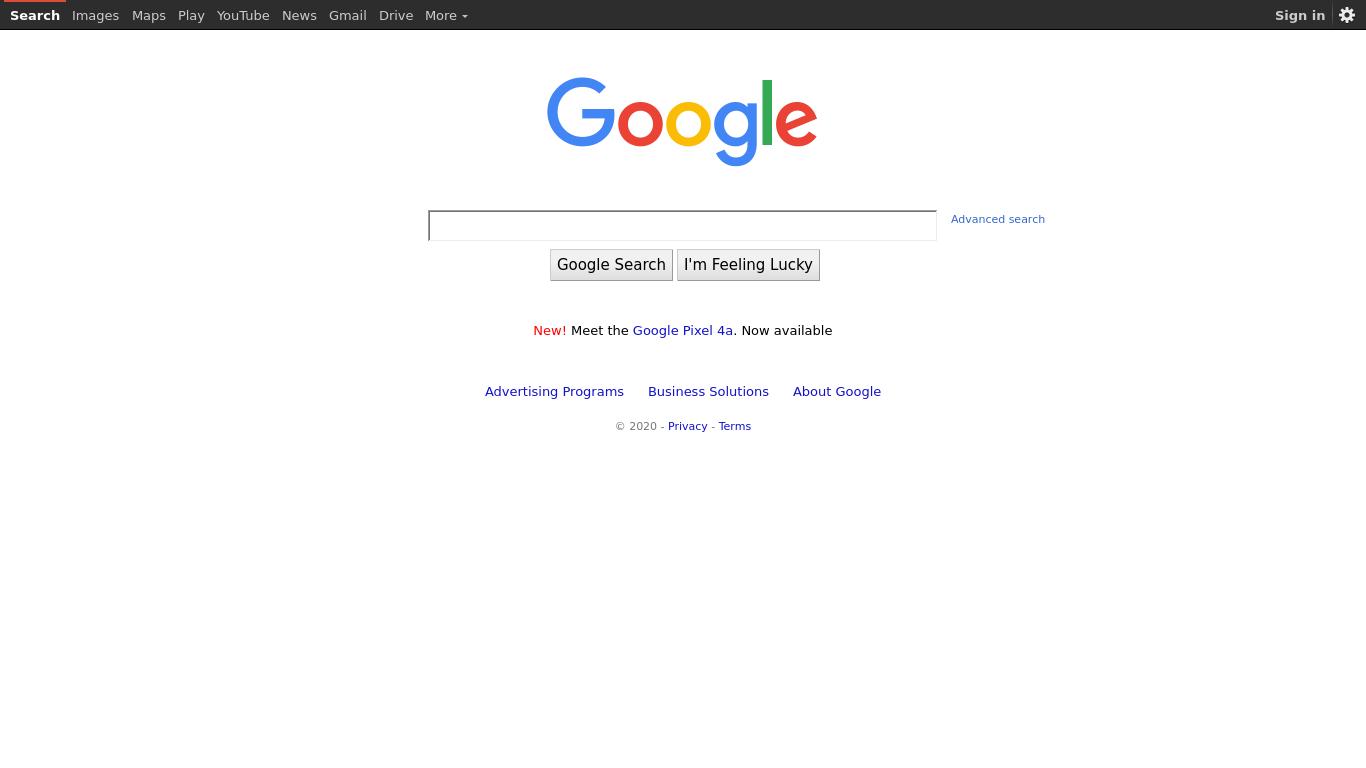 Search Images Maps Play YouTube News Gmail Drive More Sign in
Google
Advanced search
Google Search I'm Feeling Lucky
New! Meet the Google Pixel 4a. Now available
Advertising Programs Business Solutions About Google
© 2020 - Privacy - Terms